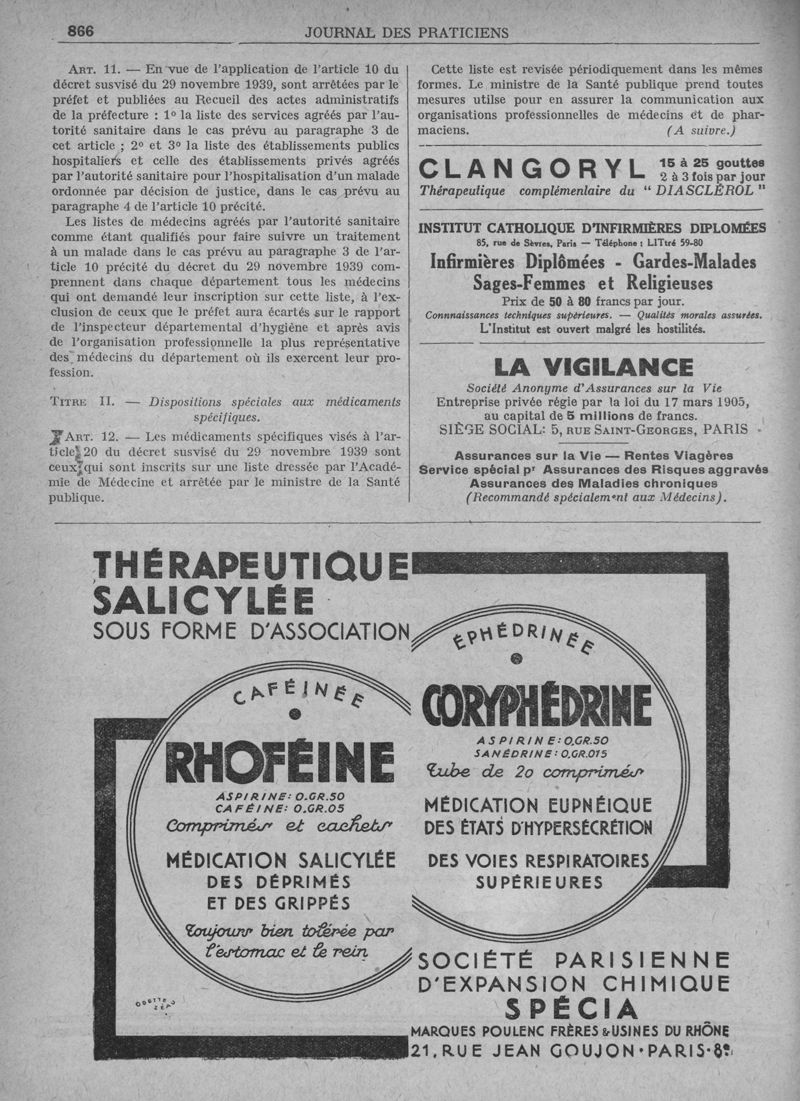 866
JOURNAL DES PRATICIENS
ART. 11. — En vue de l'application de l'article 10 du
décret susvisé du 29 novembre 1939, sont arrêtées par le
préfet et publiées au Recueil des actes administratifs
de la préfecture : 1º la liste des services agréés par l'au-
torité sanitaire dans le cas prévu au paragraphe 3 de
cet article ; 2º et 3º la liste des établissements publics
hospitaliers et celle des établissements privés agréés
par l'autorité sanitaire pour l'hospitalisation d'un malade
ordonnée par décision de justice, dans le cas prévu au
paragraphe 4 de l'article 10 précité.
Les listes de médecins agréés par l'autorité sanitaire
comme étant qualifiés pour faire suivre un traitement
à un malade dans le cas prévu au paragraphe 3 de l'ar-
ticle 10 précité du décret du 29 novembre 1939 com-
prennent dans chaque département tous les médecins
qui ont demandé leur inscription sur cette liste, à l'ex-
clusion de ceux que le préfet aura écartés sur le rapport
de l'inspecteur départemental d'hygiène et après avis
de l'organisation professionnelle la plus représentative
des médecins du département où ils exercent leur pro-
fession.
TITRE II. — Dispositions spéciales aux médicaments
spécifiques.
ART. 12. — Les médicaments spécifiques visés à l'ar-
ticle 20 du décret susvisé du 29 novembre 1939 sont
ceux qui sont inscrits sur une liste dressée par l'Acadé-
mie de Médecine et arrêtée par le ministre de la Santé
publique.
Cette liste est revisée périodiquement dans les mêmes
formes. Le ministre de la Santé publique prend toutes
mesures utilse pour en assurer la communication aux
organisations professionnelles de médecins et de phar-
maciens. (A suivre.)
CLANGORYL 15 à 25 gouttes
2 à 3 fois par jour
Thérapeutique complémentaire du " DIASCLÉROL "
INSTITUT CATHOLIQUE D'INFIRMIÈRES DIPLOMÉES
85, rue de Sèvres, Paris — Téléphone : LITtré 59-80
Infirmières Diplômées - Gardes-Malades
Sages-Femmes et Religieuses
Prix de 50 à 80 francs par jour.
Connnaissances techniques supérieures. — Qualités morales assurées.
L'Institut est ouvert malgré les hostilités.
LA VIGILANCE
Société Anonyme d'Assurances sur la Vie
Entreprise privée régie par la loi du 17 mars 1905,
au capital de 5 millions de francs.
SIÈGE SOCIAL: 5, RUE SAINT-GEORGES, PARIS
Assurances sur la Vie — Rentes Viagères
Service spécial pr Assurances des Risques aggravés
Assurances des Maladies chroniques
(Recommandé spécialement aux Médecins).
THÉRAPEUTIQUE
SALICYLÉE
SOUS FORME D'ASSOCIATION
CAFÉINÉE
RHOFÉINE
ASPIRINE: 0.GR.50
CAFÉINE: 0.GR.05
Comprimés et cachets
MÉDICATION SALICYLÉE
DES DÉPRIMÉS
ET DES GRIPPÉS
Toujours bien tolérée par
l'estomac et le rein
ÉPHÉDRINÉE
CORYPHÉDRINE
ASPIRINE: 0,GR.50
SANÉDRINE: 0,GR.015
Tube de 20 comprimés
MÉDICATION EUPNÉIQUE
DES ÉTATS D'HYPERSÉCRÉTION
DES VOIES RESPIRATOIRES
SUPÉRIEURES
ODETTE
ZÉPO
SOCIÉTÉ PARISIENNE
D'EXPANSION CHIMIQUE
SPÉCIA
MARQUES POULENC FRÈRES & USINES DU RHÔNE
21, RUE JEAN GOUJON · PARIS · 8e